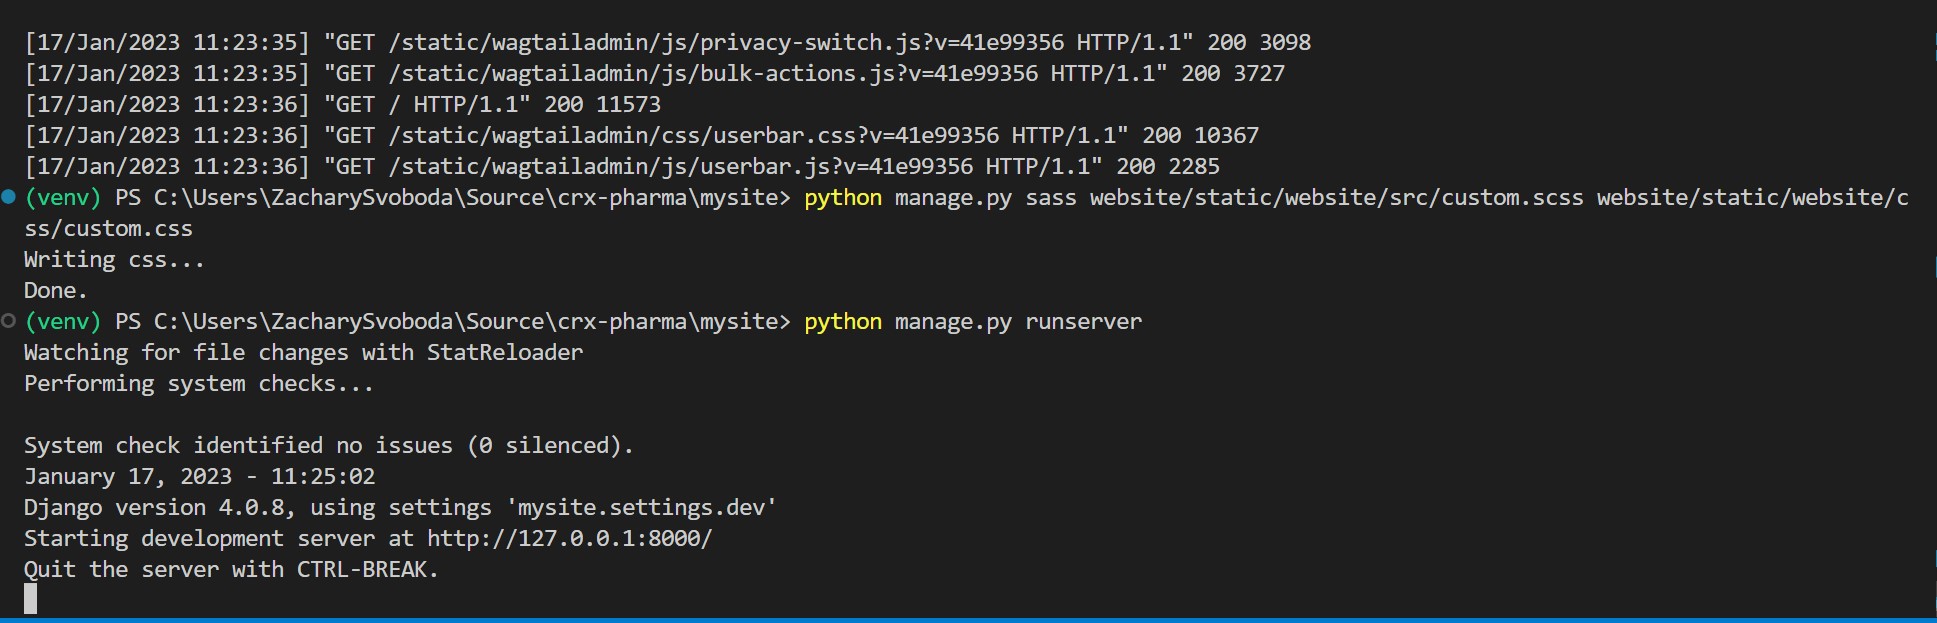 [17/Jan/2023 11:23:35] "GET /static/wagtailadmin/js/privacy-switch.js?v=41e99356 HTTP/1.1" 200 3098
[17/Jan/2023 11:23:35] "GET /static/wagtailadmin/js/bulk-actions.js?v=41e99356 HTTP/1.1" 200 3727
[17/Jan/2023 11:23:36] "GET / HTTP/1.1" 200 11573
[17/Jan/2023 11:23:36] "GET /static/wagtailadmin/css/userbar.css?v=41e99356 HTTP/1.1" 200 10367
[17/Jan/2023 11:23:36] "GET /static/wagtailadmin/js/userbar.js?v=41e99356 HTTP/1.1" 200 2285
(venv) PS C:\Users\ZacharySvoboda\Source\crx-pharma\mysite> python manage.py sass website/static/website/src/custom.scss website/static/website/c
ss/custom.css
Writing css...
Done.
(venv) PS C:\Users\ZacharySvoboda\Source\crx-pharma\mysite> python manage.py runserver
Watching for file changes with StatReloader
Performing system checks...
System check identified no issues (0 silenced).
January 17, 2023 - 11:25:02
Django version 4.0.8, using settings 'mysite.settings.dev'
Starting development server at http://127.0.0.1:8000/
Quit the server with CTRL-BREAK.